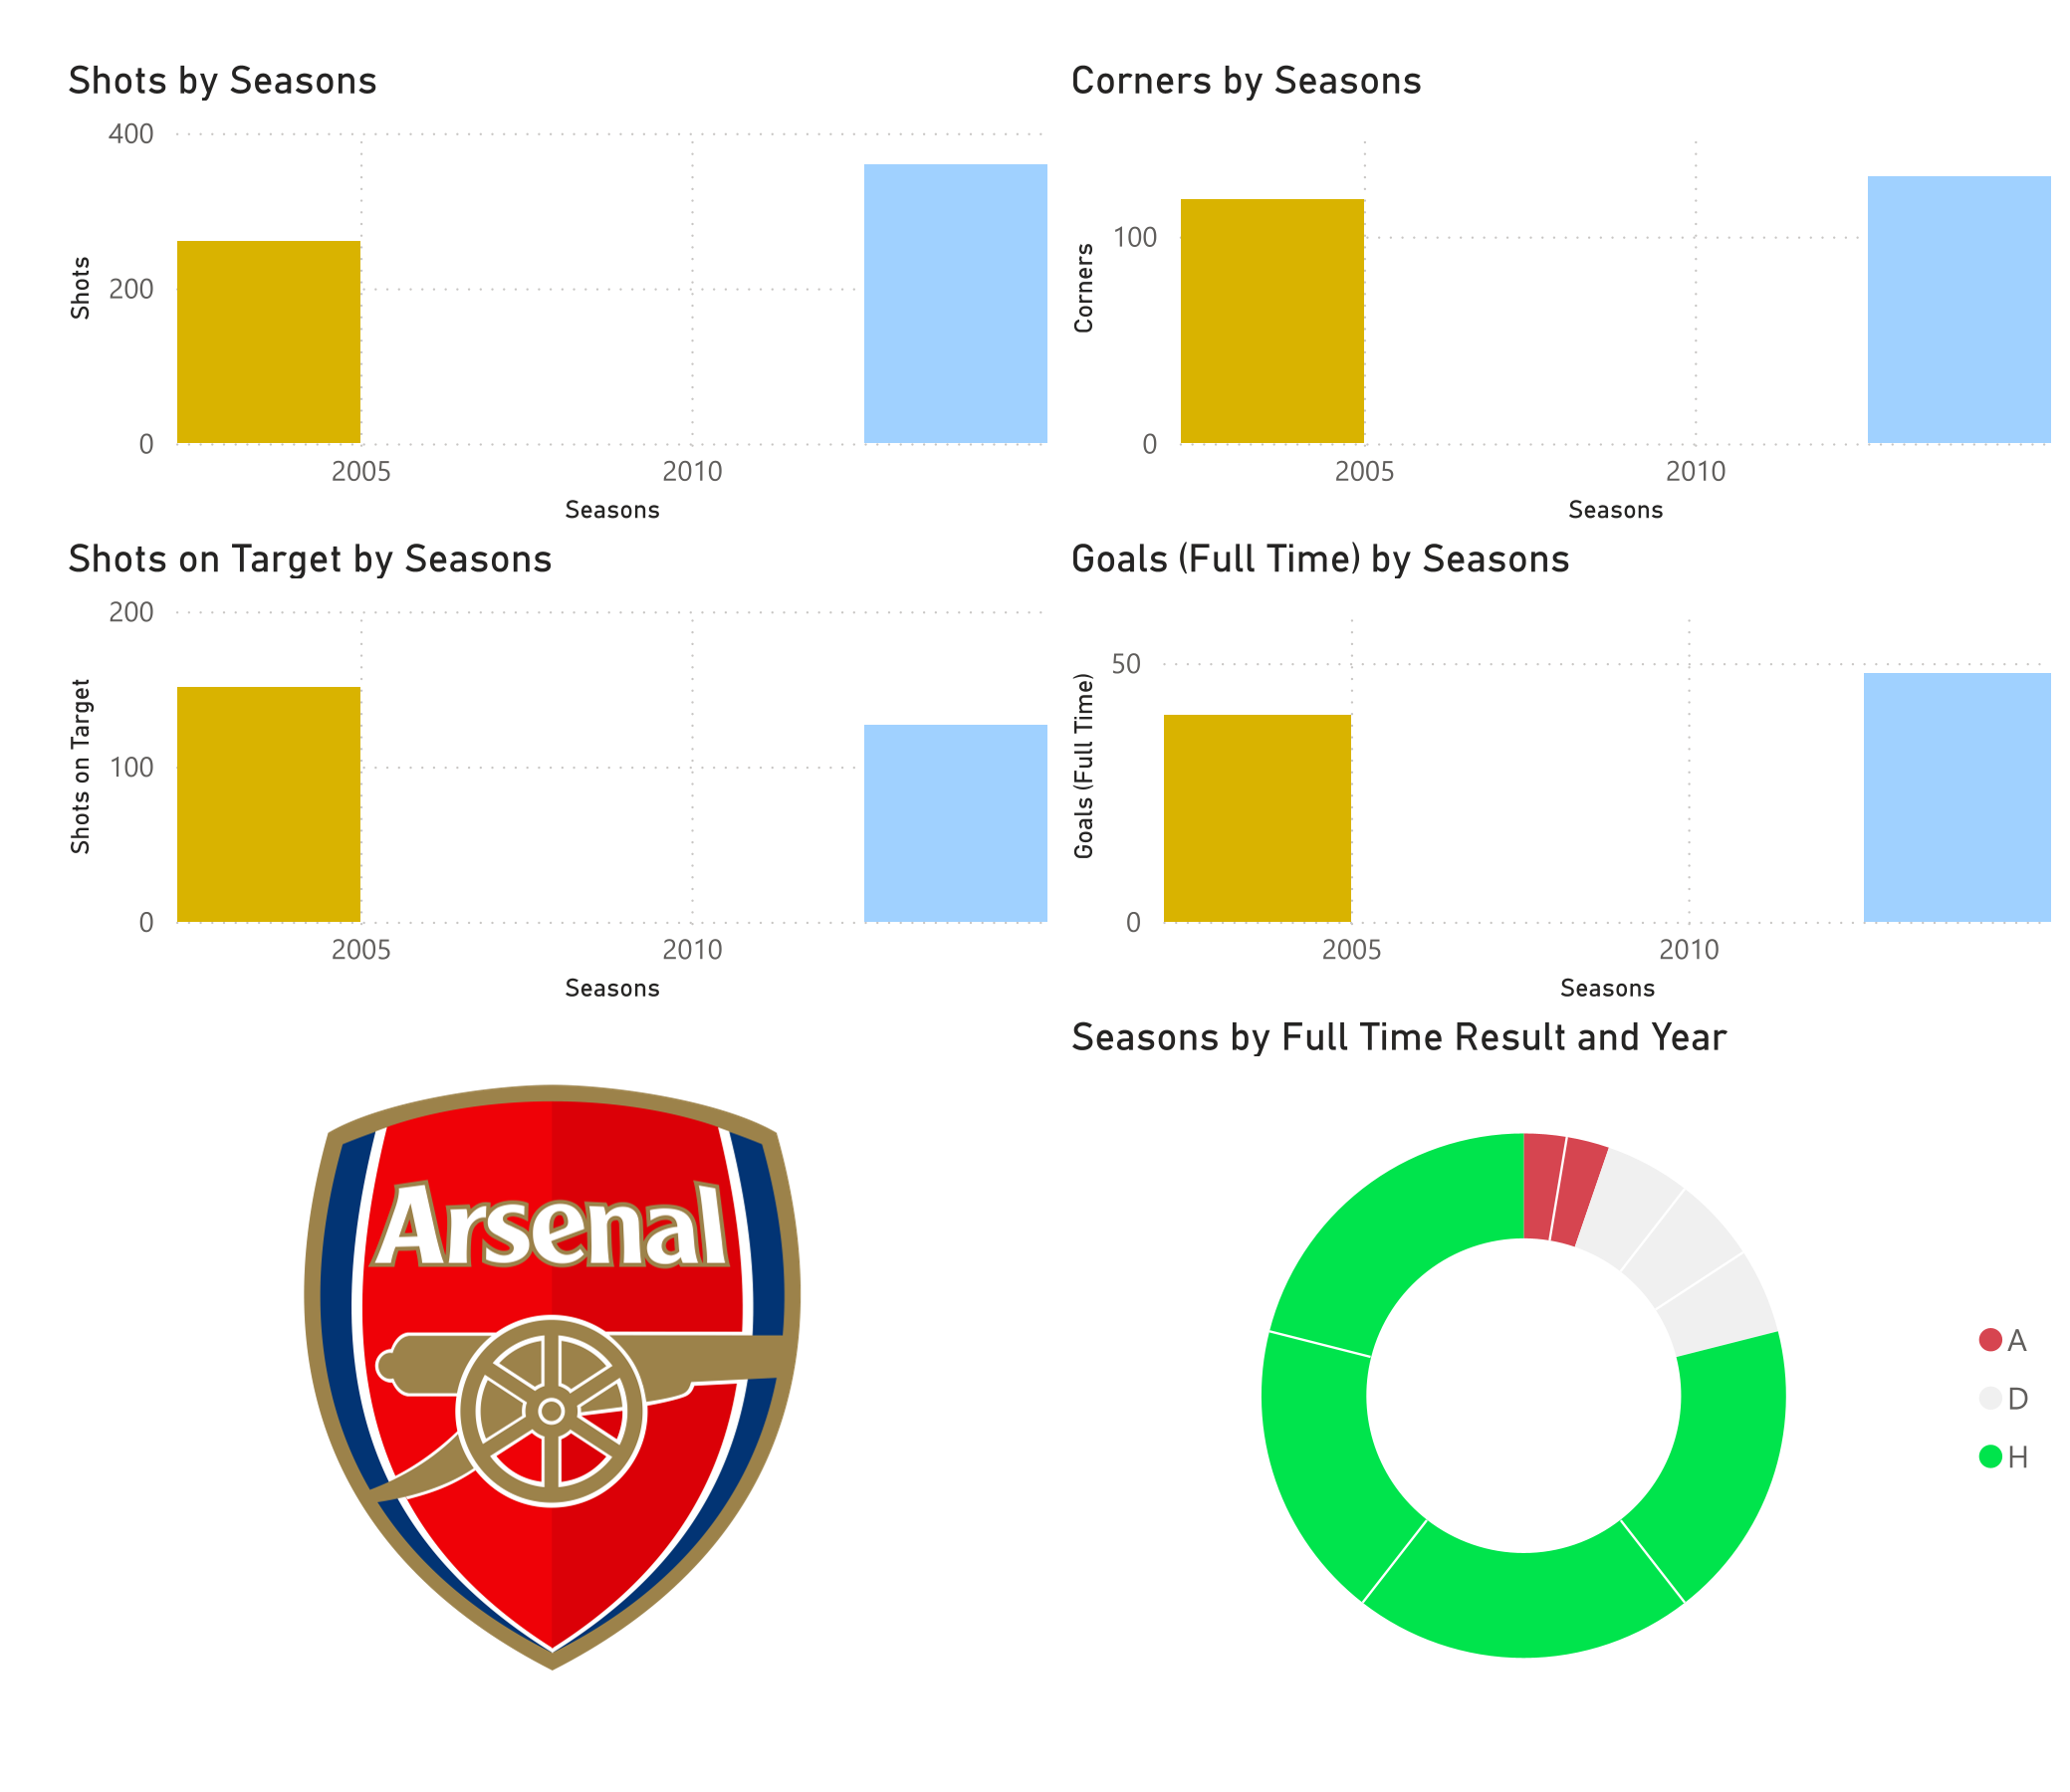 Shots by Seasons
400
200
0
Shots
2005
2010
Seasons
Corners by Seasons
100
0
Corners
2005
2010
Seasons
Shots on Target by Seasons
200
100
0
Shots on Target
2005
2010
Seasons
Goals (Full Time) by Seasons
50
0
Goals (Full Time)
2005
2010
Seasons
Arsenal
Seasons by Full Time Result and Year
A
D
H